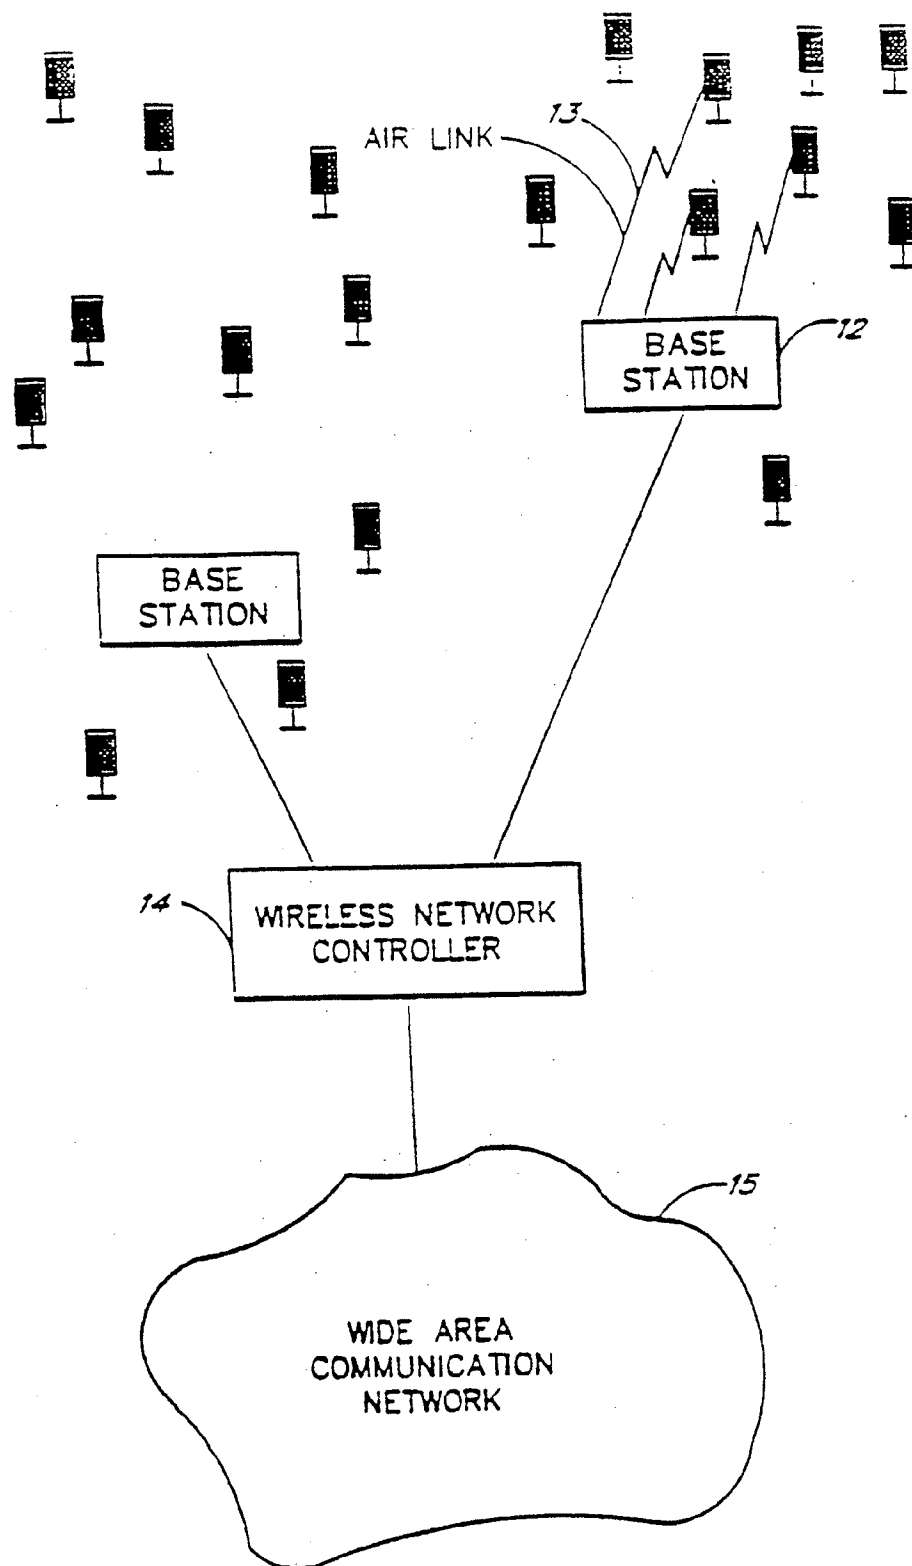 13
AIR LINK
BASE
STATION
12
BASE
STATION
14
WIRELESS NETWORK
CONTROLLER
15
WIDE AREA
COMMUNICATION
NETWORK